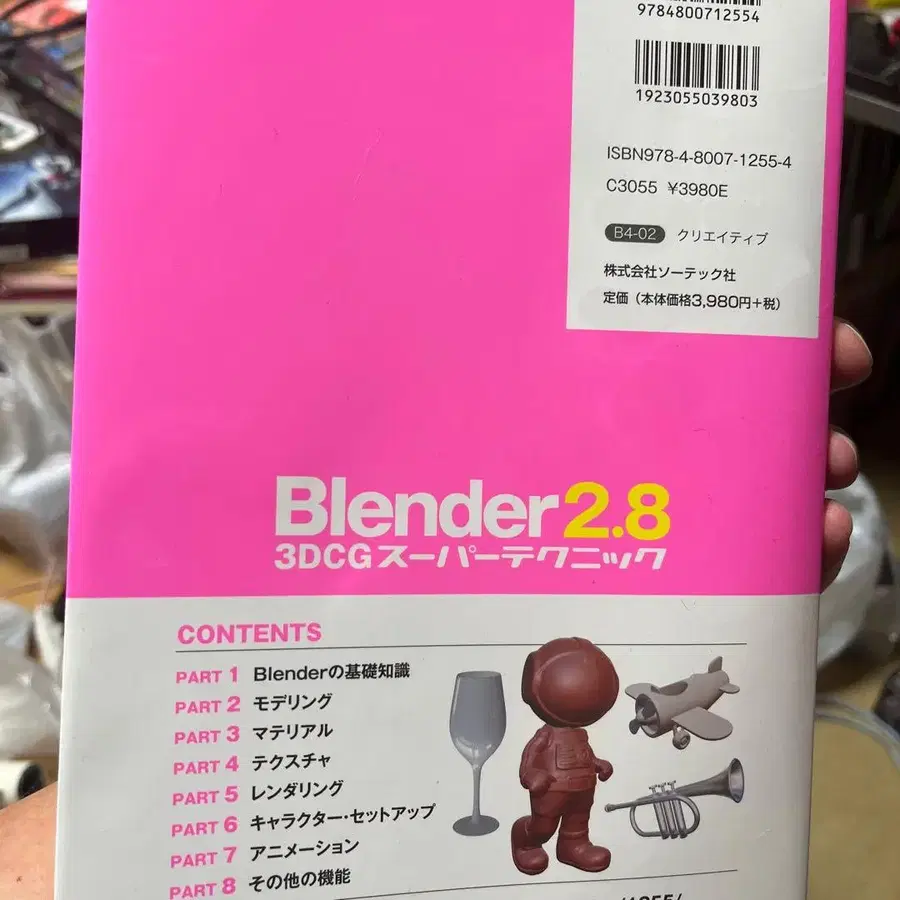 9784800712554
1923055039803
ISBN978-4-8007-1255-4
C3055 ¥3980E
B4-02 クリエイティブ
株式会社ソーテック社
定価（本体価格3,980円+税）
Blender2.8
3DCGスーパーテクニック
CONTENTS
PART 1 Blenderの基礎知識
PART 2 モデリング
PART 3 マテリアル
PART 4 テクスチャ
PART 5 レンダリング
PART 6 キャラクター・セットアップ
PART 7 アニメーション
PART 8 その他の機能
/1255/